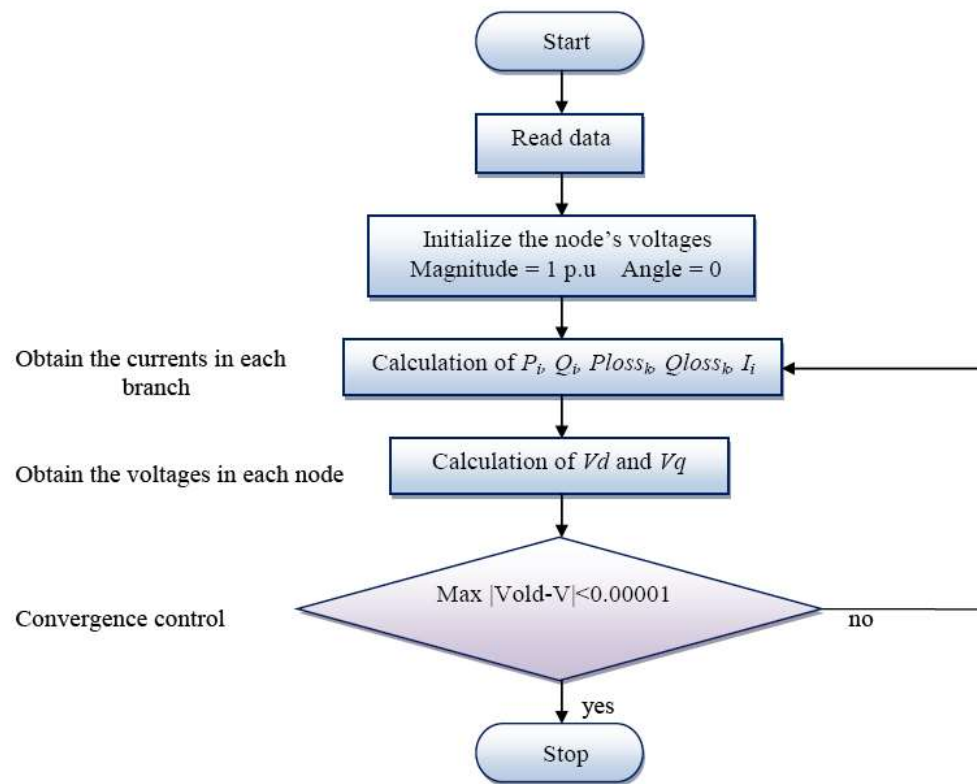 Start
Read data
Initialize the node's voltages
Magnitude = 1 p.u Angle = 0
Obtain the currents in each
branch
Calculation of Pi, Qi, Plossk, Qlossk, Ii
Obtain the voltages in each node
Calculation of Vd and Vq
Convergence control
Max |Vold-V|<0.00001
no
yes
Stop